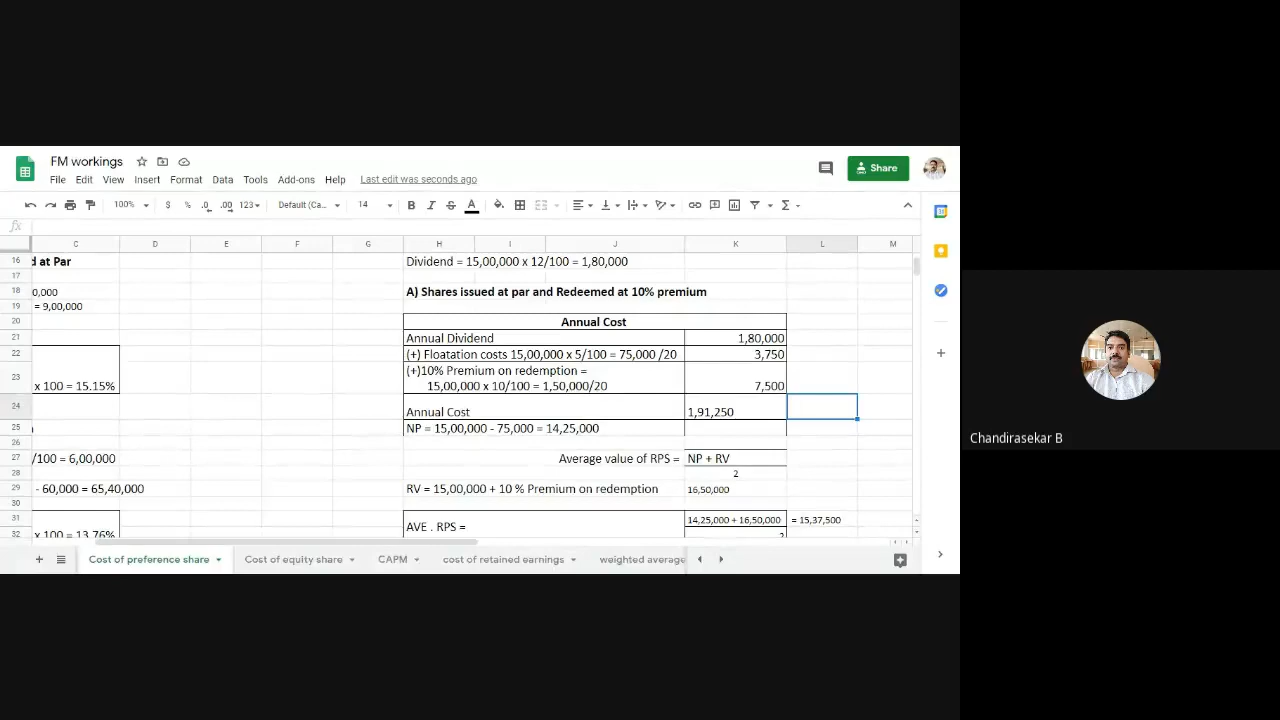 FM workings
File Edit View Insert Format Data Tools Add-ons Help Last edit was seconds ago
Share
100% $ % .0 .00 123 Default (Ca... 14 B I S A
fx
C D E F G H I J K L M
16 d at Par Dividend = 15,00,000 x 12/100 = 1,80,000
17
18 0,000 A) Shares issued at par and Redeemed at 10% premium
19 = 9,00,000
20 Annual Cost
21 Annual Dividend 1,80,000
22 (+) Floatation costs 15,00,000 x 5/100 = 75,000 /20 3,750
(+)10% Premium on redemption =
23 x 100 = 15.15% 15,00,000 x 10/100 = 1,50,000/20 7,500
24 Annual Cost 1,91,250
25 ) NP = 15,00,000 - 75,000 = 14,25,000
26
27 /100 = 6,00,000 Average value of RPS = NP + RV
28 2
29 - 60,000 = 65,40,000 RV = 15,00,000 + 10 % Premium on redemption 16,50,000
30
31 14,25,000 + 16,50,000 = 15,37,500
AVE . RPS =
32 x 100 = 13.76% 2
+ Cost of preference share Cost of equity share CAPM cost of retained earnings weighted average
Chandirasekar B